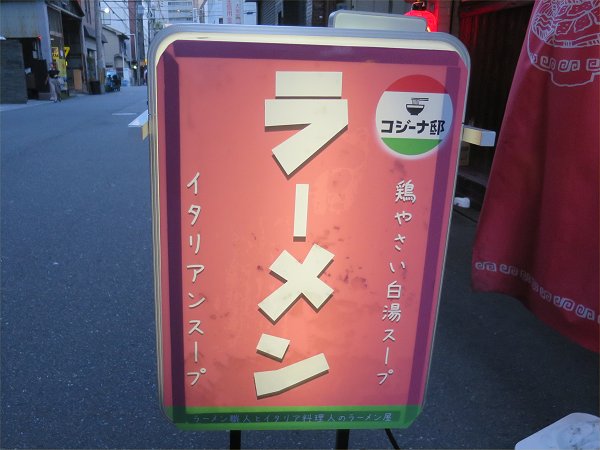 コジーナ邸
鶏やさい白湯スープ
ラーメン
イタリアンスープ
ラーメン職人とイタリア料理人のラーメン屋